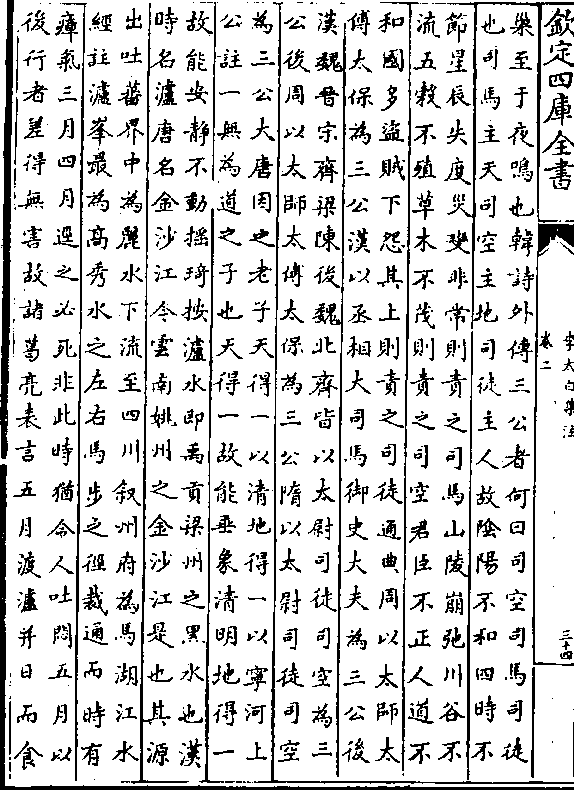 欽定四庫全書
李太白集注
卷二
三十四
樂至于夜鳴也韓詩外傳三公者何曰司空司馬司徒
也司馬主天司空主地司徒主人故陰陽不和四時不
節星辰失度災變非常則責之司馬山陵崩弛川谷不
流五穀不殖草木不茂則責之司空君臣不正人道不
和國多盜賊下怨其上則責之司徒通典周以太師太
傅太保為三公漢以丞相大司馬御史大夫為三公後
漢魏晉宋齊梁陳後魏北齊皆以太尉司徒司空為三
公後周以太師太傅太保為三公隋以太尉司徒司空
為三公大唐因之老子天得一以清地得一以寧河上
公註一無為道之子也天得一故能垂象清明地得一
故能安静不動揺琦按瀘水即禹貢梁州之黑水也漢
時名瀘唐名金沙江今雲南姚州之金沙江是也其源
出吐蕃界中為麗水下流至四川叙州府為馬湖江水
經註瀘峯最為髙秀水之左右馬步之徑裁通而時有
瘴氣三月四月逕之必死非此時猶令人吐悶五月以
後行者差得無害故諸葛亮表言五月渡瀘并日而食